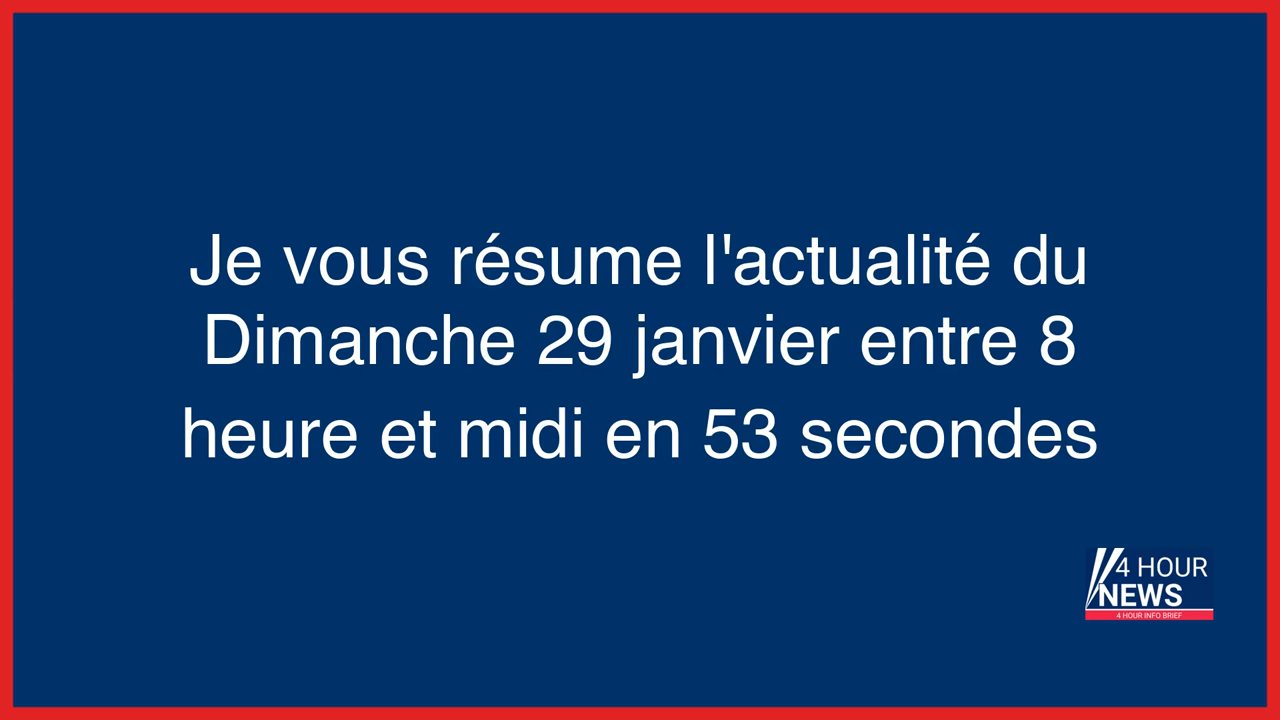 Je vous résume l'actualité du
Dimanche 29 janvier entre 8
heure et midi en 53 secondes
4 HOUR
NEWS
4 HOUR INFO BRIEF